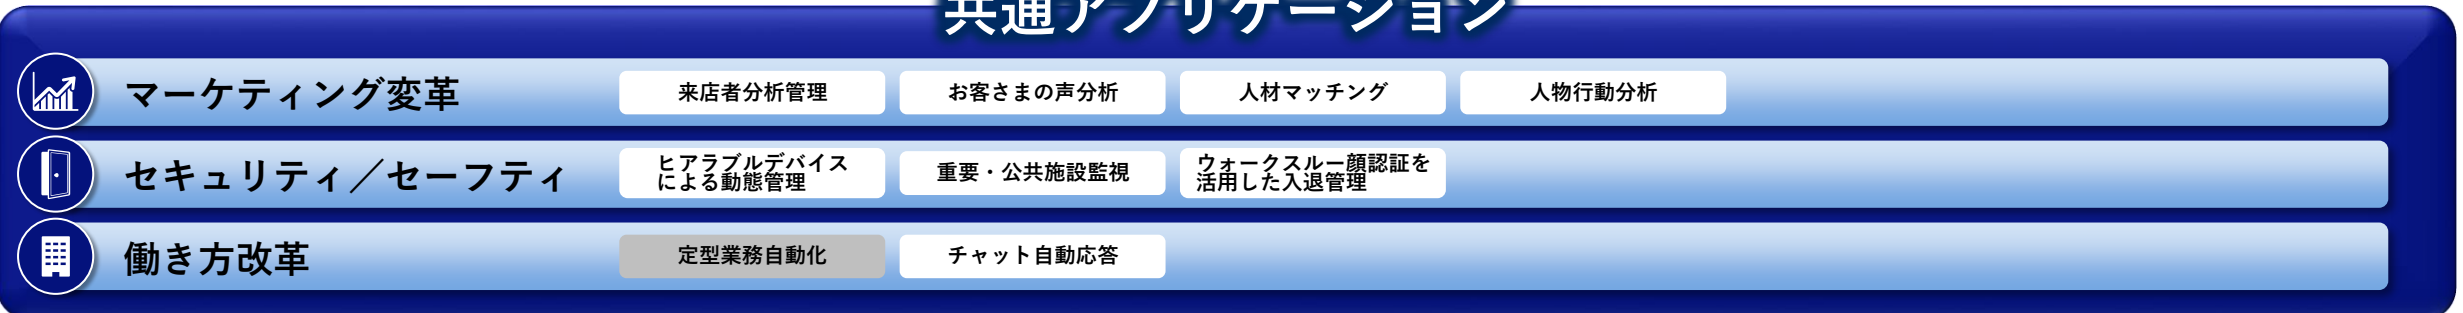 共通アプリケーション
マーケティング変革
来店者分析管理
お客さまの声分析
人材マッチング
人物行動分析
セキュリティ／セーフティ
ヒアラブルデバイス
による動態管理
重要・公共施設監視
ウォークスルー顔認証を
活用した入退管理
働き方改革
定型業務自動化
チャット自動応答